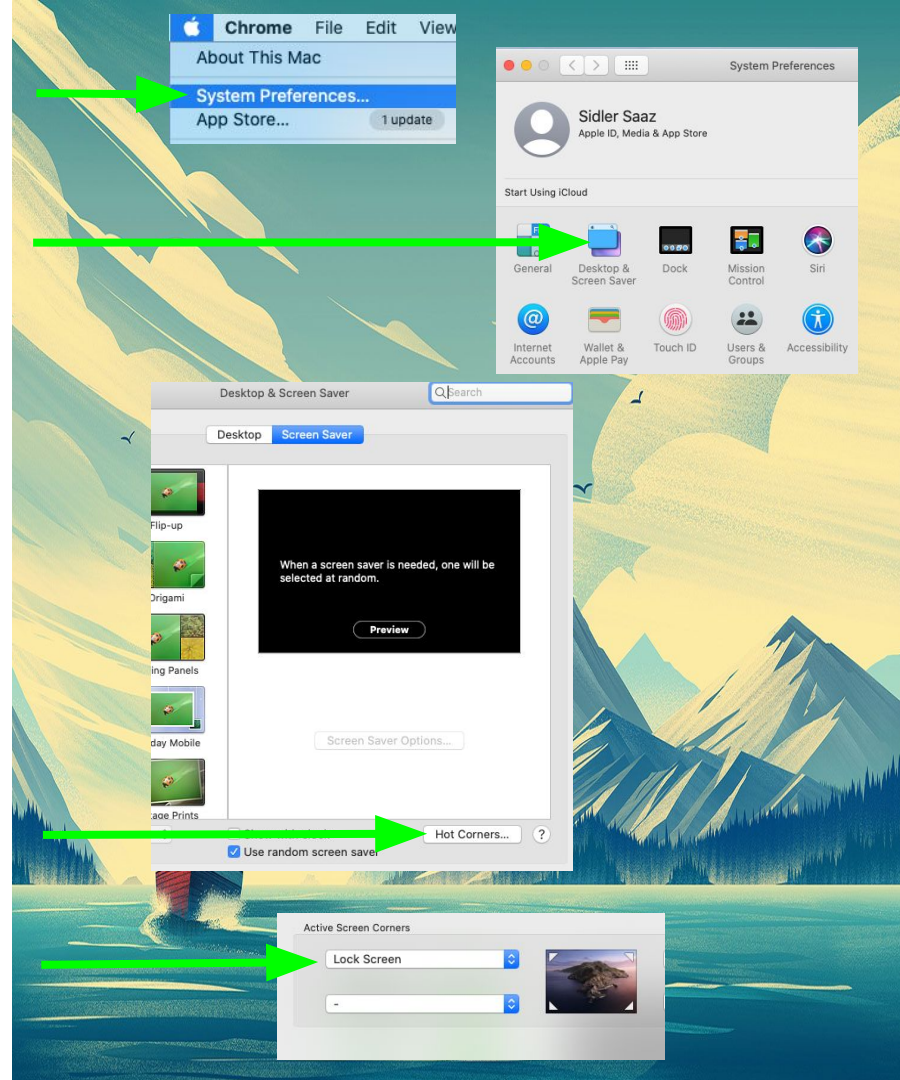 Chrome File Edit View
About This Mac
System Preferences...
App Store... 1 update
System Preferences
Sidler Saaz
Apple ID, Media & App Store
Start Using iCloud
General
Desktop &
Screen Saver
Dock
Mission
Control
Siri
Internet
Accounts
Wallet &
Apple Pay
Touch ID
Users &
Groups
Accessibility
Desktop & Screen Saver
Search
Desktop Screen Saver
Flip-up
Origami
ing Panels
day Mobile
age Prints
When a screen saver is needed, one will be
selected at random.
Preview
Screen Saver Options...
Hot Corners... ?
Use random screen saver
Active Screen Corners
Lock Screen
-